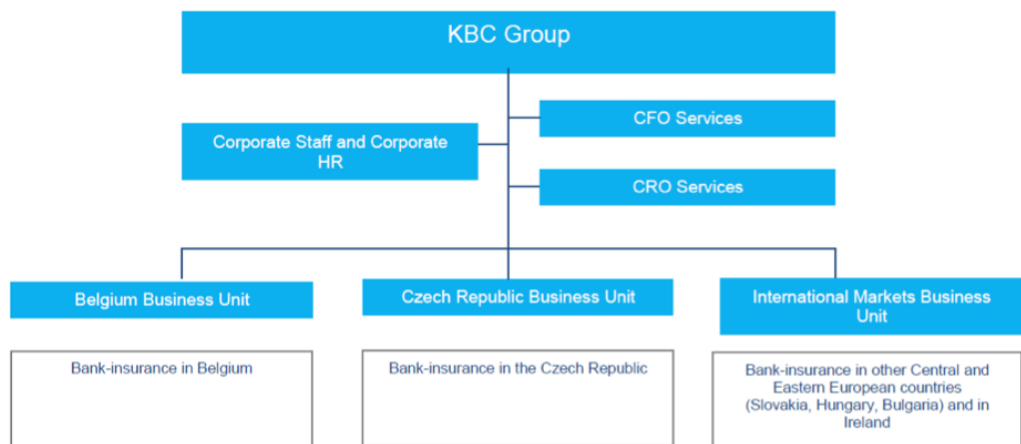 KBC Group
CFO Services
Corporate Staff and Corporate
HR
CRO Services
Belgium Business Unit
Czech Republic Business Unit
International Markets Business
Unit
Bank-insurance in Belgium
Bank-insurance in the Czech Republic
Bank-insurance in other Central and
Eastern European countries
(Slovakia, Hungary, Bulgaria) and in
Ireland